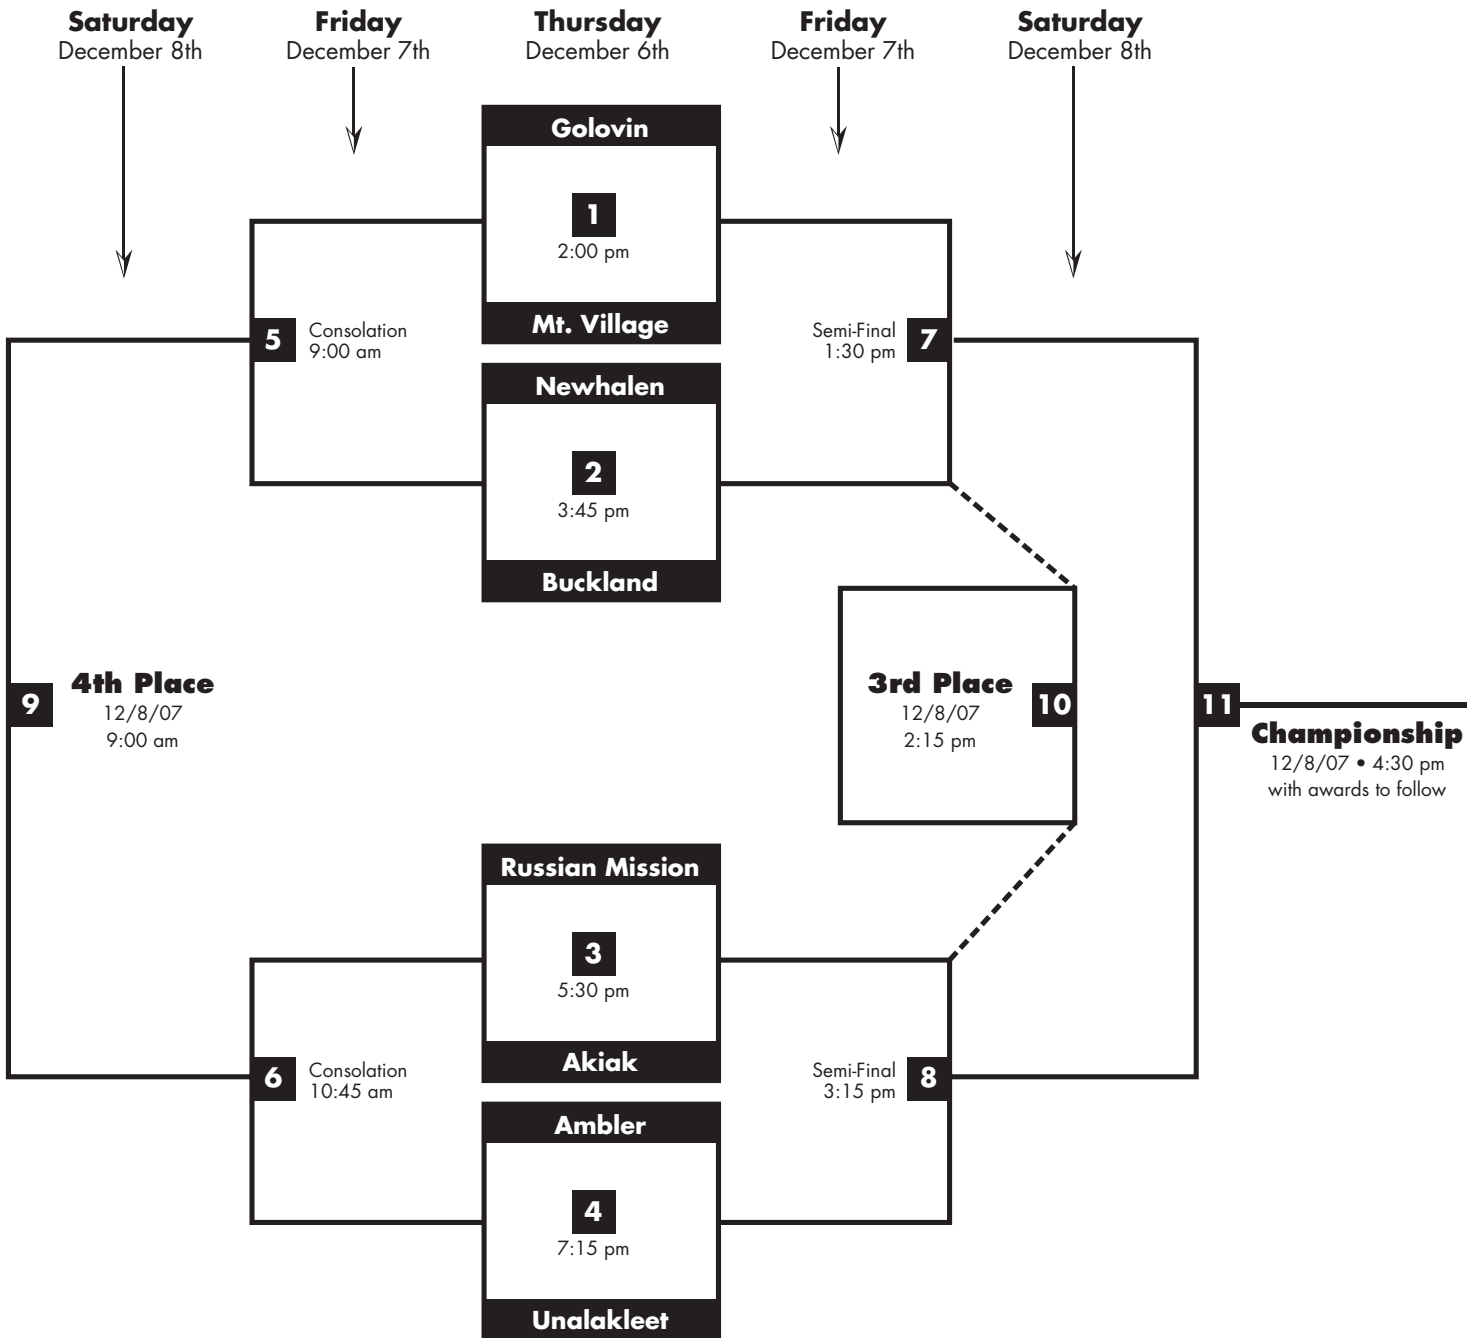 Saturday
December 8th
Friday
December 7th
Thursday
December 6th
Friday
December 7th
Saturday
December 8th
Golovin
1
2:00 pm
Mt. Village
5
Consolation
9:00 am
Semi-Final
1:30 pm
7
Newhalen
2
3:45 pm
Buckland
9
4th Place
12/8/07
9:00 am
3rd Place
12/8/07
2:15 pm
10
11
Championship
12/8/07 • 4:30 pm
with awards to follow
Russian Mission
3
5:30 pm
Akiak
6
Consolation
10:45 am
Semi-Final
3:15 pm
8
Ambler
4
7:15 pm
Unalakleet